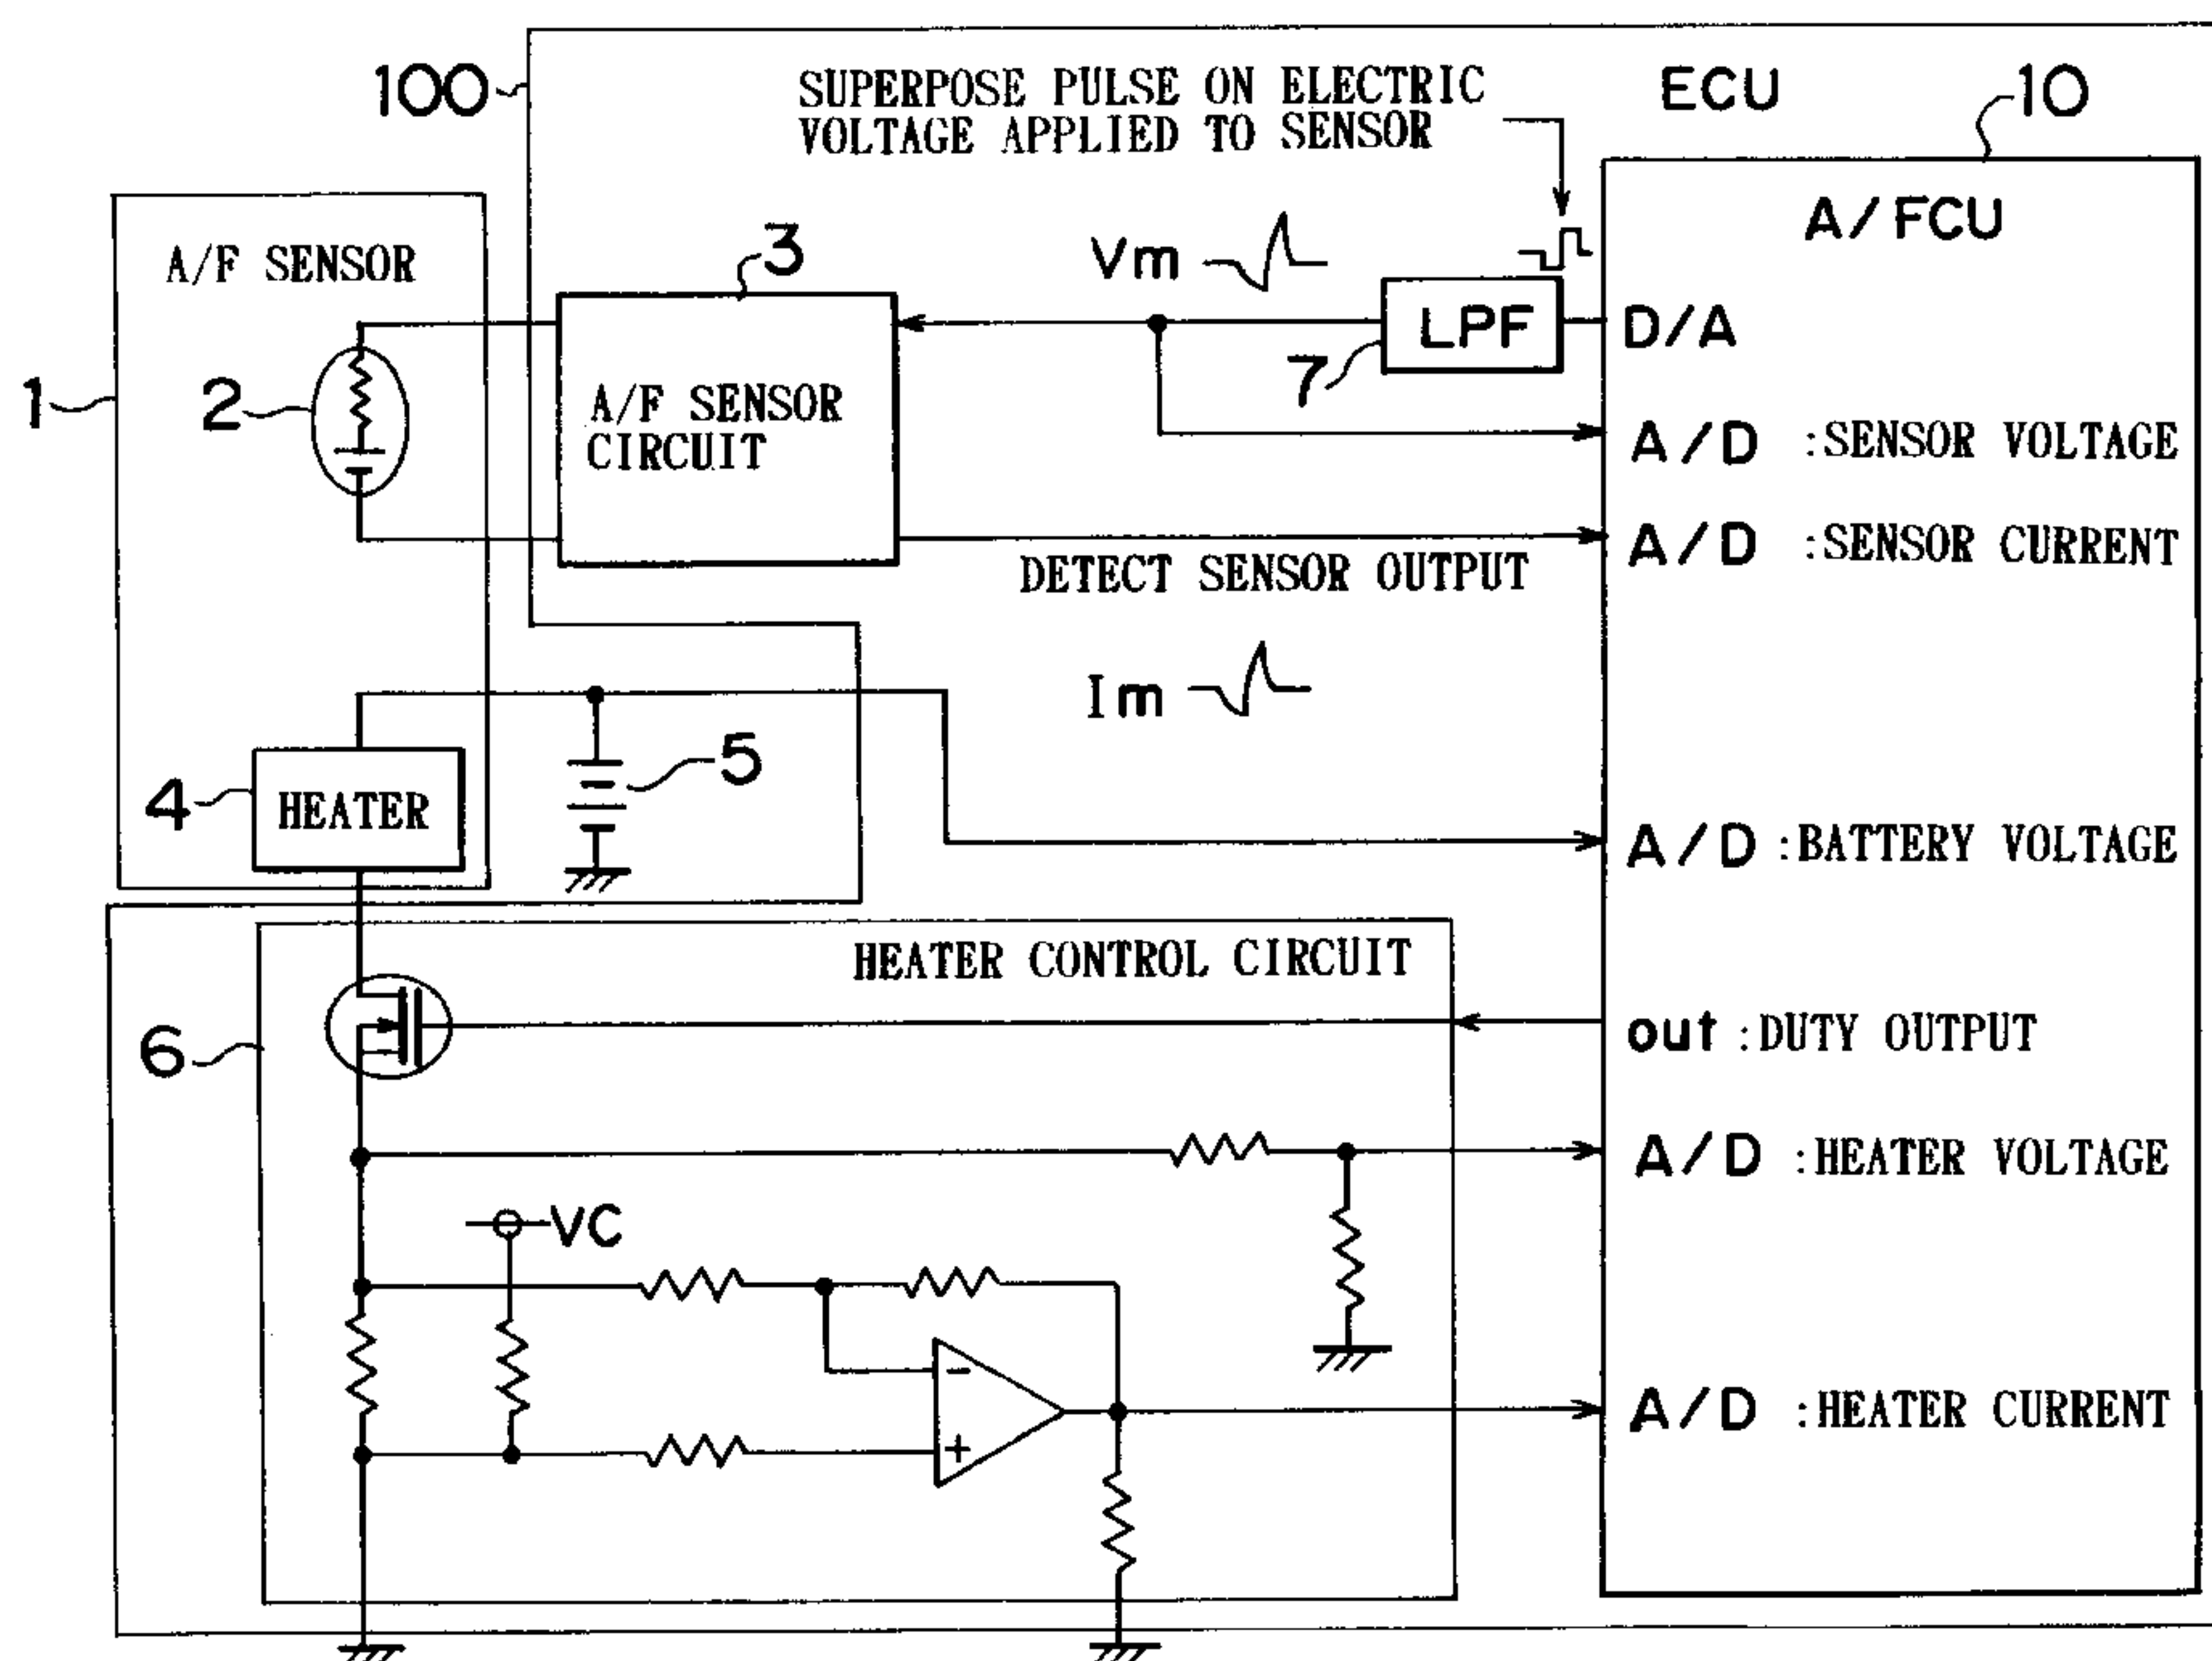 100
SUPERPOSE PULSE ON ELECTRIC
VOLTAGE APPLIED TO SENSOR
ECU
10
A/FCU
A/F SENSOR
3
Vm
LPF
D/A
7
1
2
A/F SENSOR
CIRCUIT
A/D :SENSOR VOLTAGE
A/D :SENSOR CURRENT
DETECT SENSOR OUTPUT
Im
5
4
HEATER
A/D :BATTERY VOLTAGE
HEATER CONTROL CIRCUIT
6
out :DUTY OUTPUT
A/D :HEATER VOLTAGE
VC
-
+
A/D :HEATER CURRENT